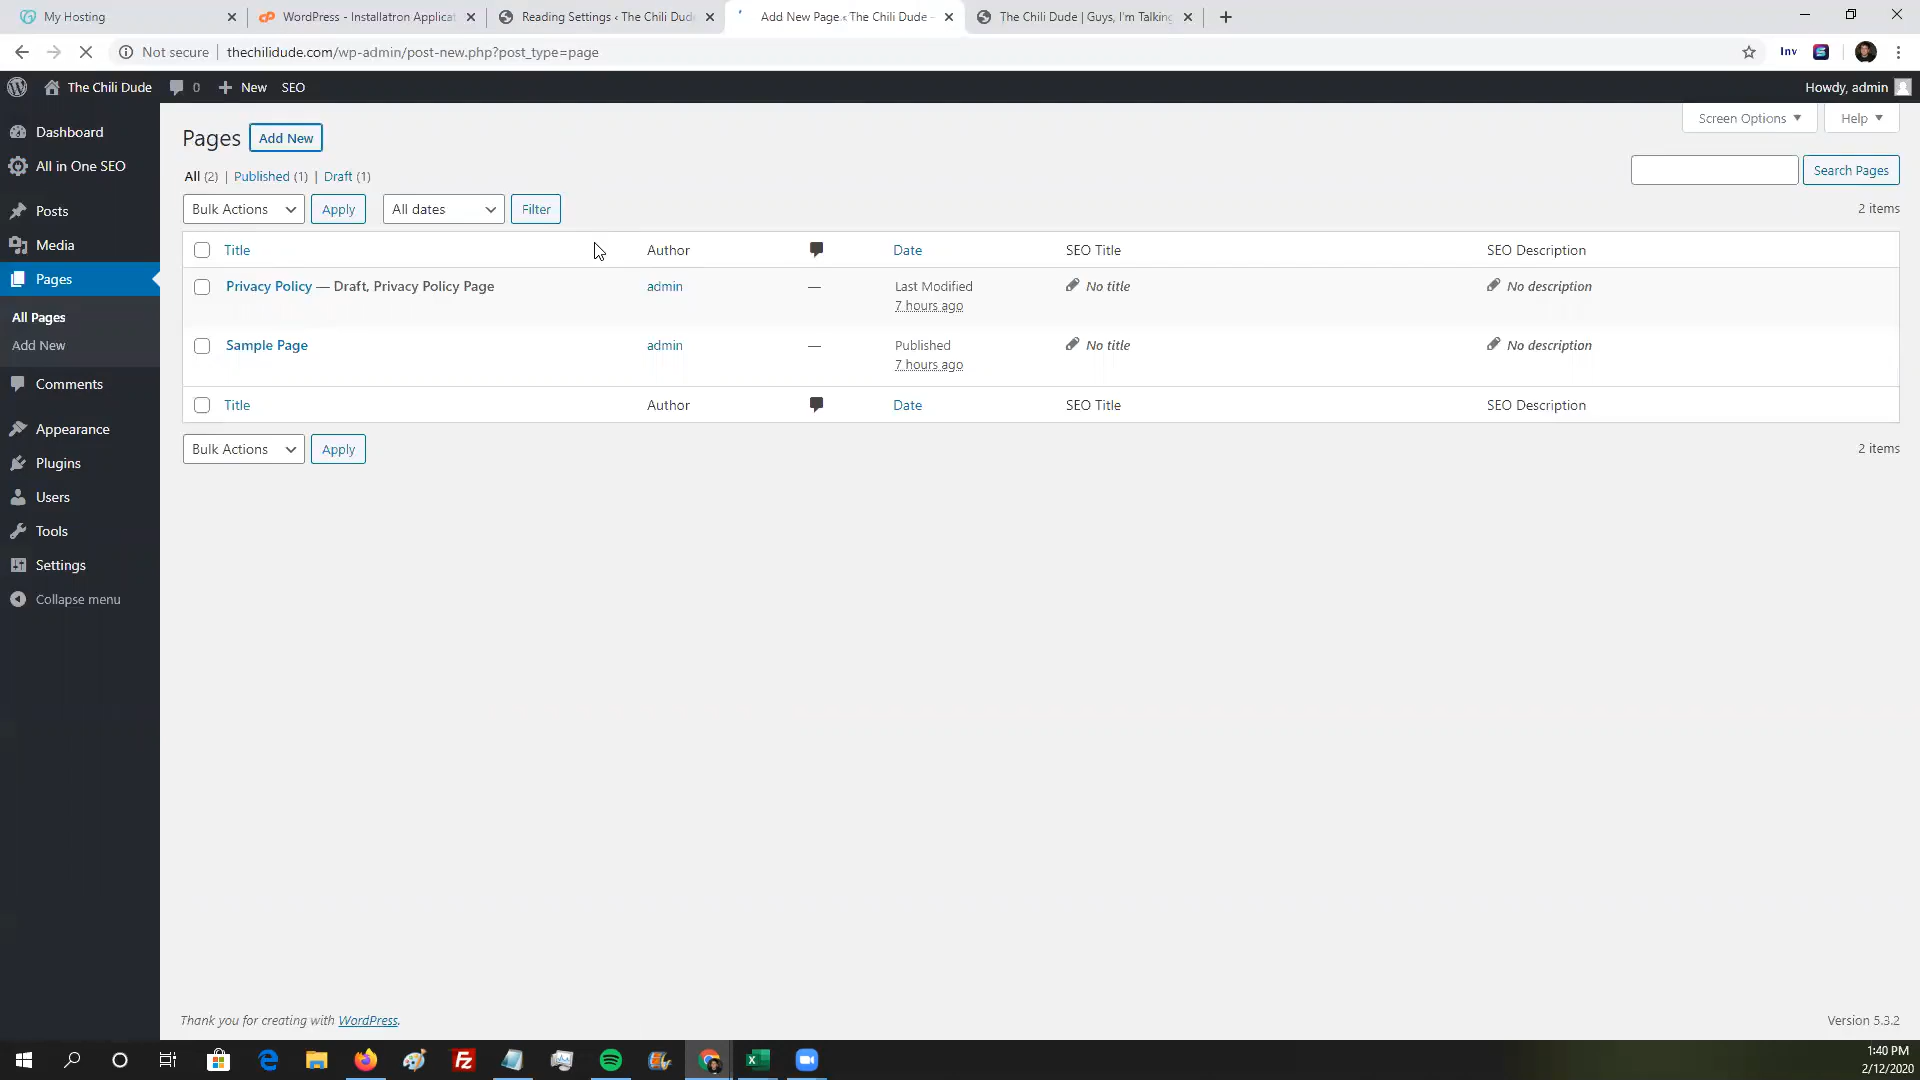 My Hosting
WordPress - Installatron Applicat
Reading Settings ‹ The Chili Dude
Add New Page ‹ The Chili Dude -
The Chili Dude | Guys, I'm Talking
Not secure | thechilidude.com/wp-admin/post-new.php?post_type=page
Inv
The Chili Dude 0 New SEO
Howdy, admin
Dashboard
All in One SEO
Posts
Media
Pages
All Pages
Add New
Comments
Appearance
Plugins
Users
Tools
Settings
Collapse menu
Screen Options
Help
Pages Add New
All (2) | Published (1) | Draft (1)
Search Pages
Bulk Actions Apply All dates Filter
2 items
Title Author Date SEO Title SEO Description
Privacy Policy — Draft, Privacy Policy Page admin — Last Modified No title No description
7 hours ago
Sample Page admin — Published No title No description
7 hours ago
Title Author Date SEO Title SEO Description
Bulk Actions Apply
2 items
Thank you for creating with WordPress.
Version 5.3.2
1:40 PM
2/12/2020